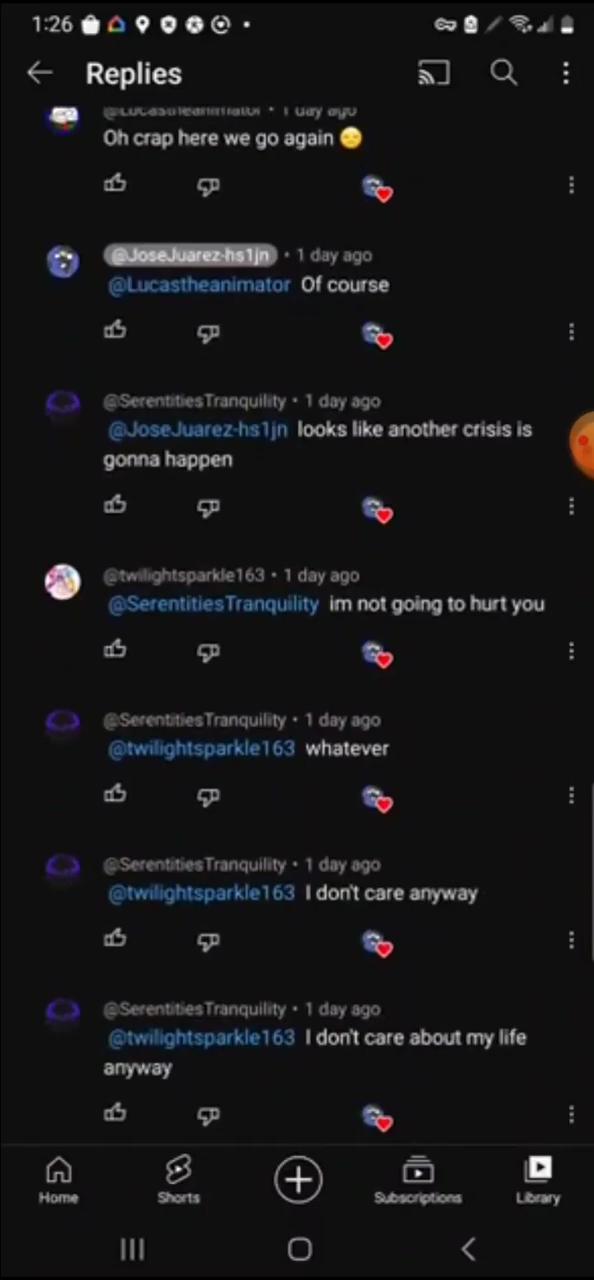 1:26
Replies
@Lucastheanimator • 1 day ago
Oh crap here we go again 😞
@JoseJuarez-hs1jn • 1 day ago
@Lucastheanimator Of course
@SerentitiesTranquility • 1 day ago
@JoseJuarez-hs1jn looks like another crisis is
gonna happen
@twilightsparkle163 • 1 day ago
@SerentitiesTranquility im not going to hurt you
@SerentitiesTranquility • 1 day ago
@twilightsparkle163 whatever
@SerentitiesTranquility • 1 day ago
@twilightsparkle163 I don't care anyway
@SerentitiesTranquility • 1 day ago
@twilightsparkle163 I don't care about my life
anyway
Home Shorts Subscriptions Library